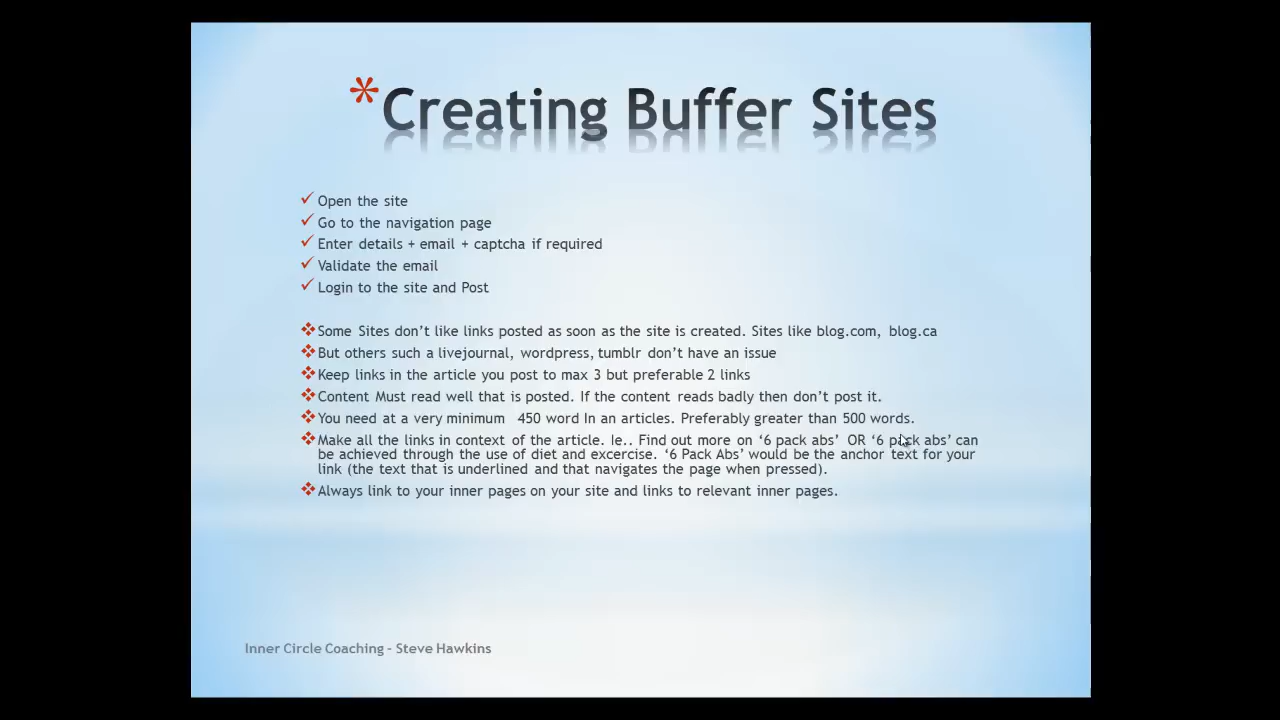 *Creating Buffer Sites
Open the site
Go to the navigation page
Enter details + email + captcha if required
Validate the email
Login to the site and Post
Some Sites don't like links posted as soon as the site is created. Sites like blog.com, blog.ca
But others such a livejournal, wordpress, tumblr don't have an issue
Keep links in the article you post to max 3 but preferable 2 links
Content Must read well that is posted. If the content reads badly then don't post it.
You need at a very minimum 450 word In an articles. Preferably greater than 500 words.
Make all the links in context of the article. Ie.. Find out more on '6 pack abs' OR '6 pack abs' can
be achieved through the use of diet and excercise. '6 Pack Abs' would be the anchor text for your
link (the text that is underlined and that navigates the page when pressed).
Always link to your inner pages on your site and links to relevant inner pages.
Inner Circle Coaching - Steve Hawkins